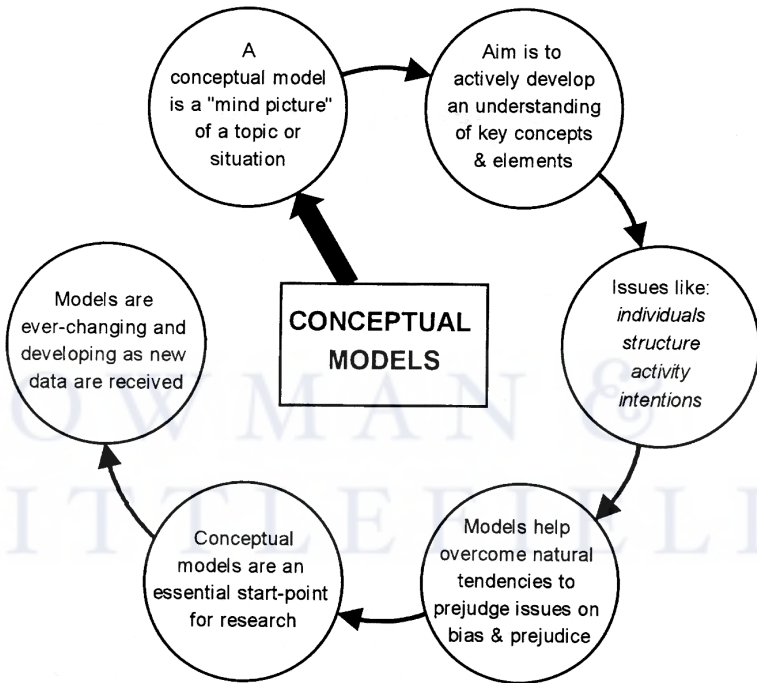 A
conceptual model
is a "mind picture"
of a topic or
situation
Aim is to
actively develop
an understanding
of key concepts
& elements
Issues like:
individuals
structure
activity
intentions
Models help
overcome natural
tendencies to
prejudge issues on
bias & prejudice
Conceptual
models are an
essential start-point
for research
Models are
ever-changing and
developing as new
data are received
CONCEPTUAL
MODELS
OWMAN &
ITTLEFIEL